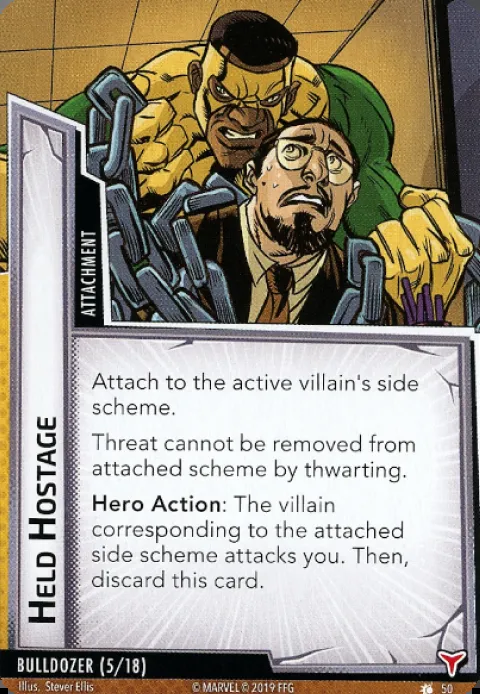 ATTACHMENT
HELD HOSTAGE
Attach to the active villain's side
scheme.
Threat cannot be removed from
attached scheme by thwarting.
Hero Action: The villain
corresponding to the attached
side scheme attacks you. Then,
discard this card.
BULLDOZER (5/18)
Illus. Stever Ellis
© MARVEL © 2019 FFG
50